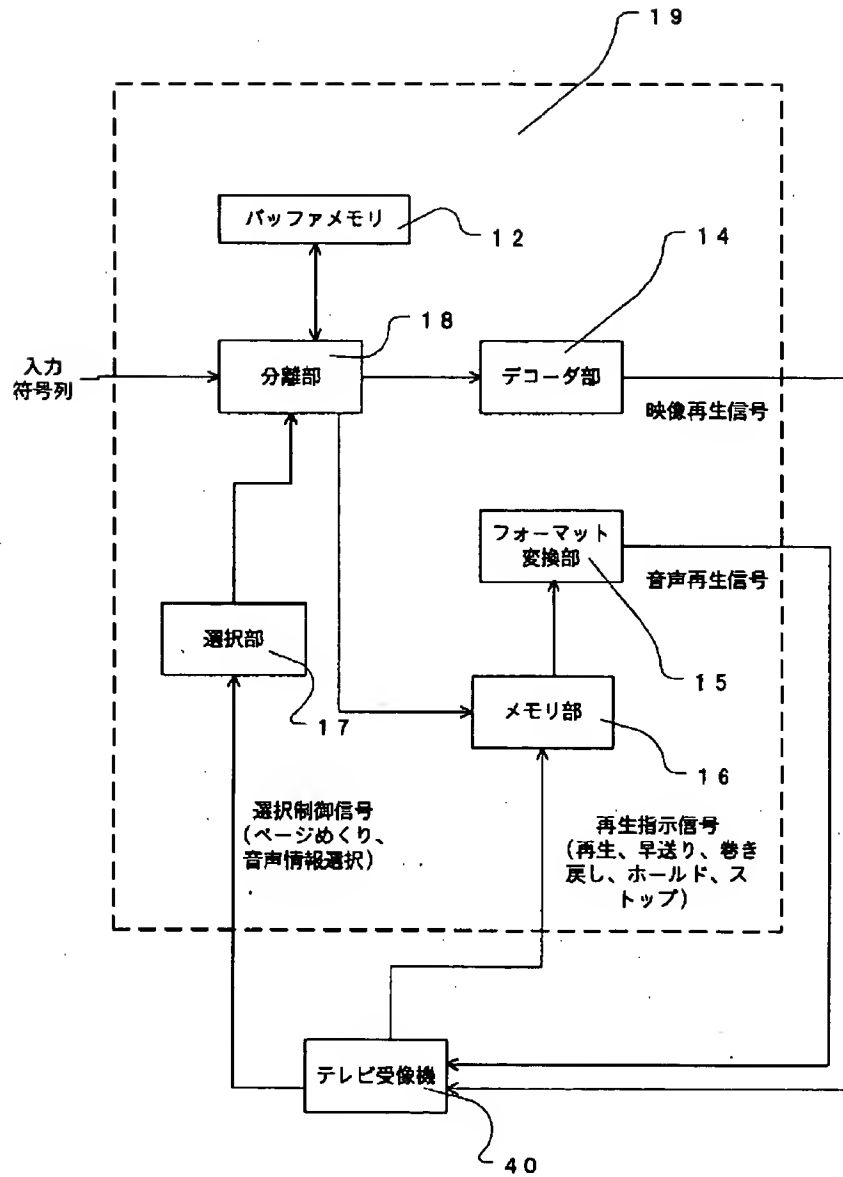 19
バッファメモリ
12
14
18
入力
符号列
分離部
デコーダ部
映像再生信号
フォーマット
変換部
音声再生信号
選択部
15
17
メモリ部
16
選択制御信号
(ページめくり、
音声情報選択)
再生指示信号
(再生、早送り、巻き
戻し、ホールド、ス
トップ)
テレビ受像機
40